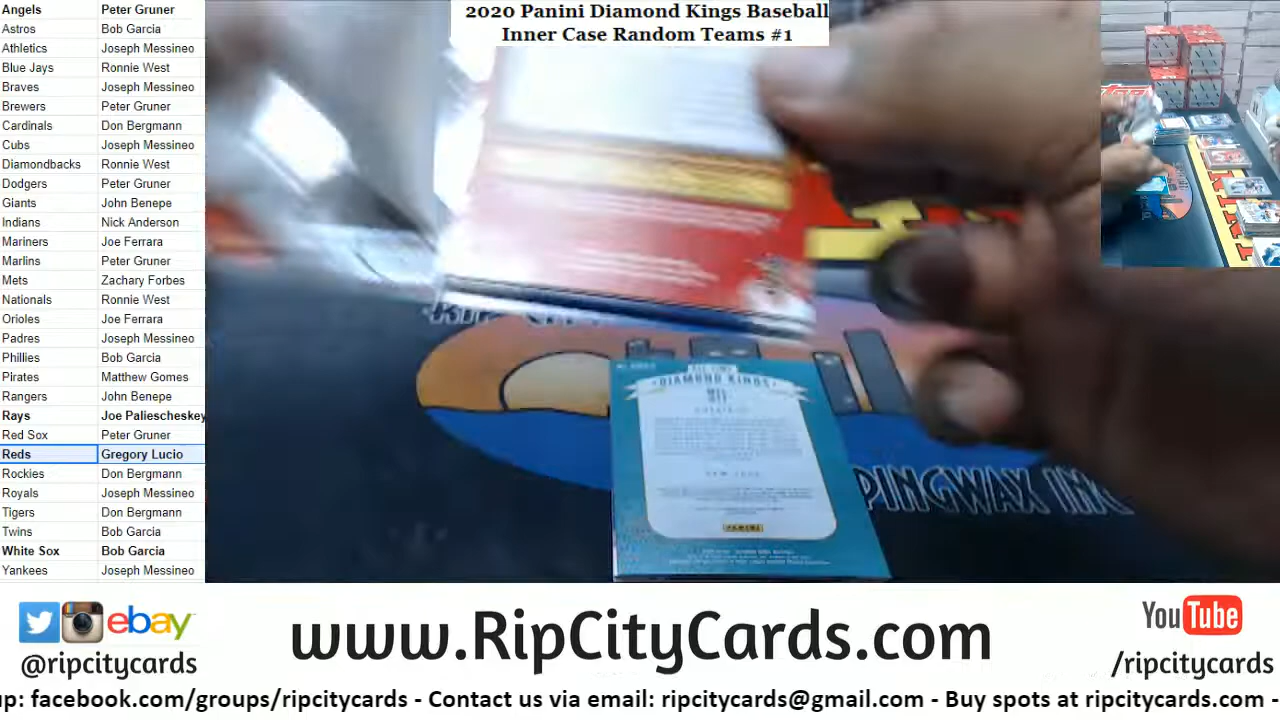 2020 Panini Diamond Kings Baseball
Inner Case Random Teams #1
Angels Peter Gruner
Astros Bob Garcia
Athletics Joseph Messineo
Blue Jays Ronnie West
Braves Joseph Messineo
Brewers Peter Gruner
Cardinals Don Bergmann
Cubs Joseph Messineo
Diamondbacks Ronnie West
Dodgers Peter Gruner
Giants John Benepe
Indians Nick Anderson
Mariners Joe Ferrara
Marlins Peter Gruner
Mets Zachary Forbes
Nationals Ronnie West
Orioles Joe Ferrara
Padres Joseph Messineo
Phillies Bob Garcia
Pirates Matthew Gomes
Rangers John Benepe
Rays Joe Paliescheskey
Red Sox Peter Gruner
Reds Gregory Lucio
Rockies Don Bergmann
Royals Joseph Messineo
Tigers Don Bergmann
Twins Bob Garcia
White Sox Bob Garcia
Yankees Joseph Messineo
DIAMOND KINGS
PANINI
PINGWAX INC
ebay
@ripcitycards
www.RipCityCards.com
YouTube
/ripcitycards
up: facebook.com/groups/ripcitycards - Contact us via email: ripcitycards@gmail.com - Buy spots at ripcitycards.com -